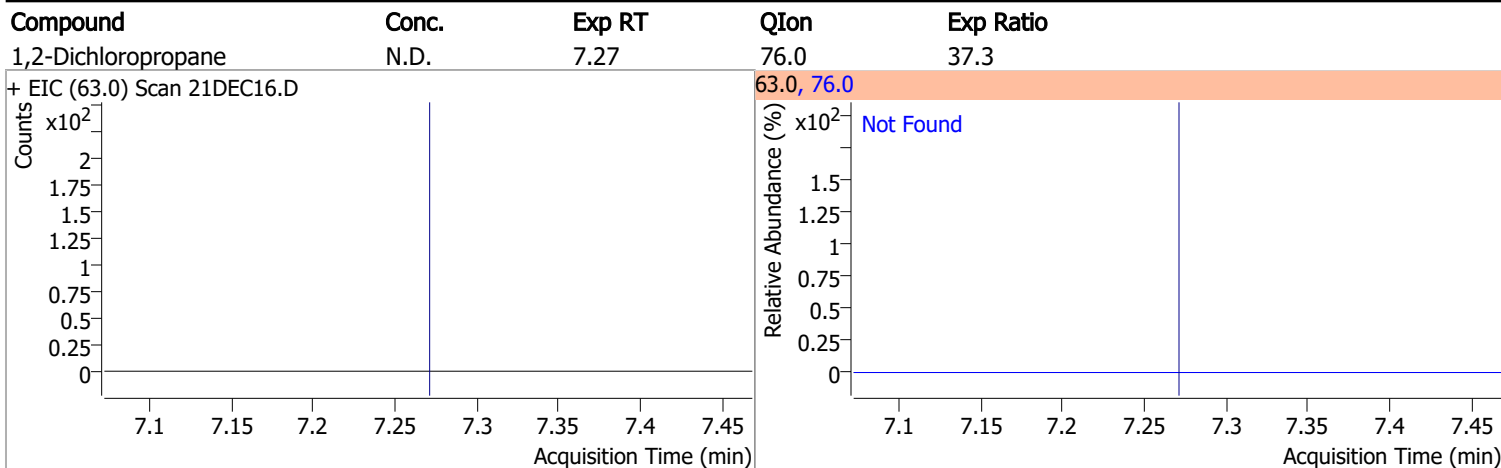 Compound Conc. Exp RT QIon Exp Ratio
1,2-Dichloropropane N.D. 7.27 76.0 37.3
+ EIC (63.0) Scan 21DEC16.D
Counts
x10²
2
1.75
1.5
1.25
1
0.75
0.5
0.25
0
7.1 7.15 7.2 7.25 7.3 7.35 7.4 7.45
Acquisition Time (min)
63.0, 76.0
Relative Abundance (%)
x10²
Not Found
1.5
1.25
1
0.75
0.5
0.25
0
7.1 7.15 7.2 7.25 7.3 7.35 7.4 7.45
Acquisition Time (min)